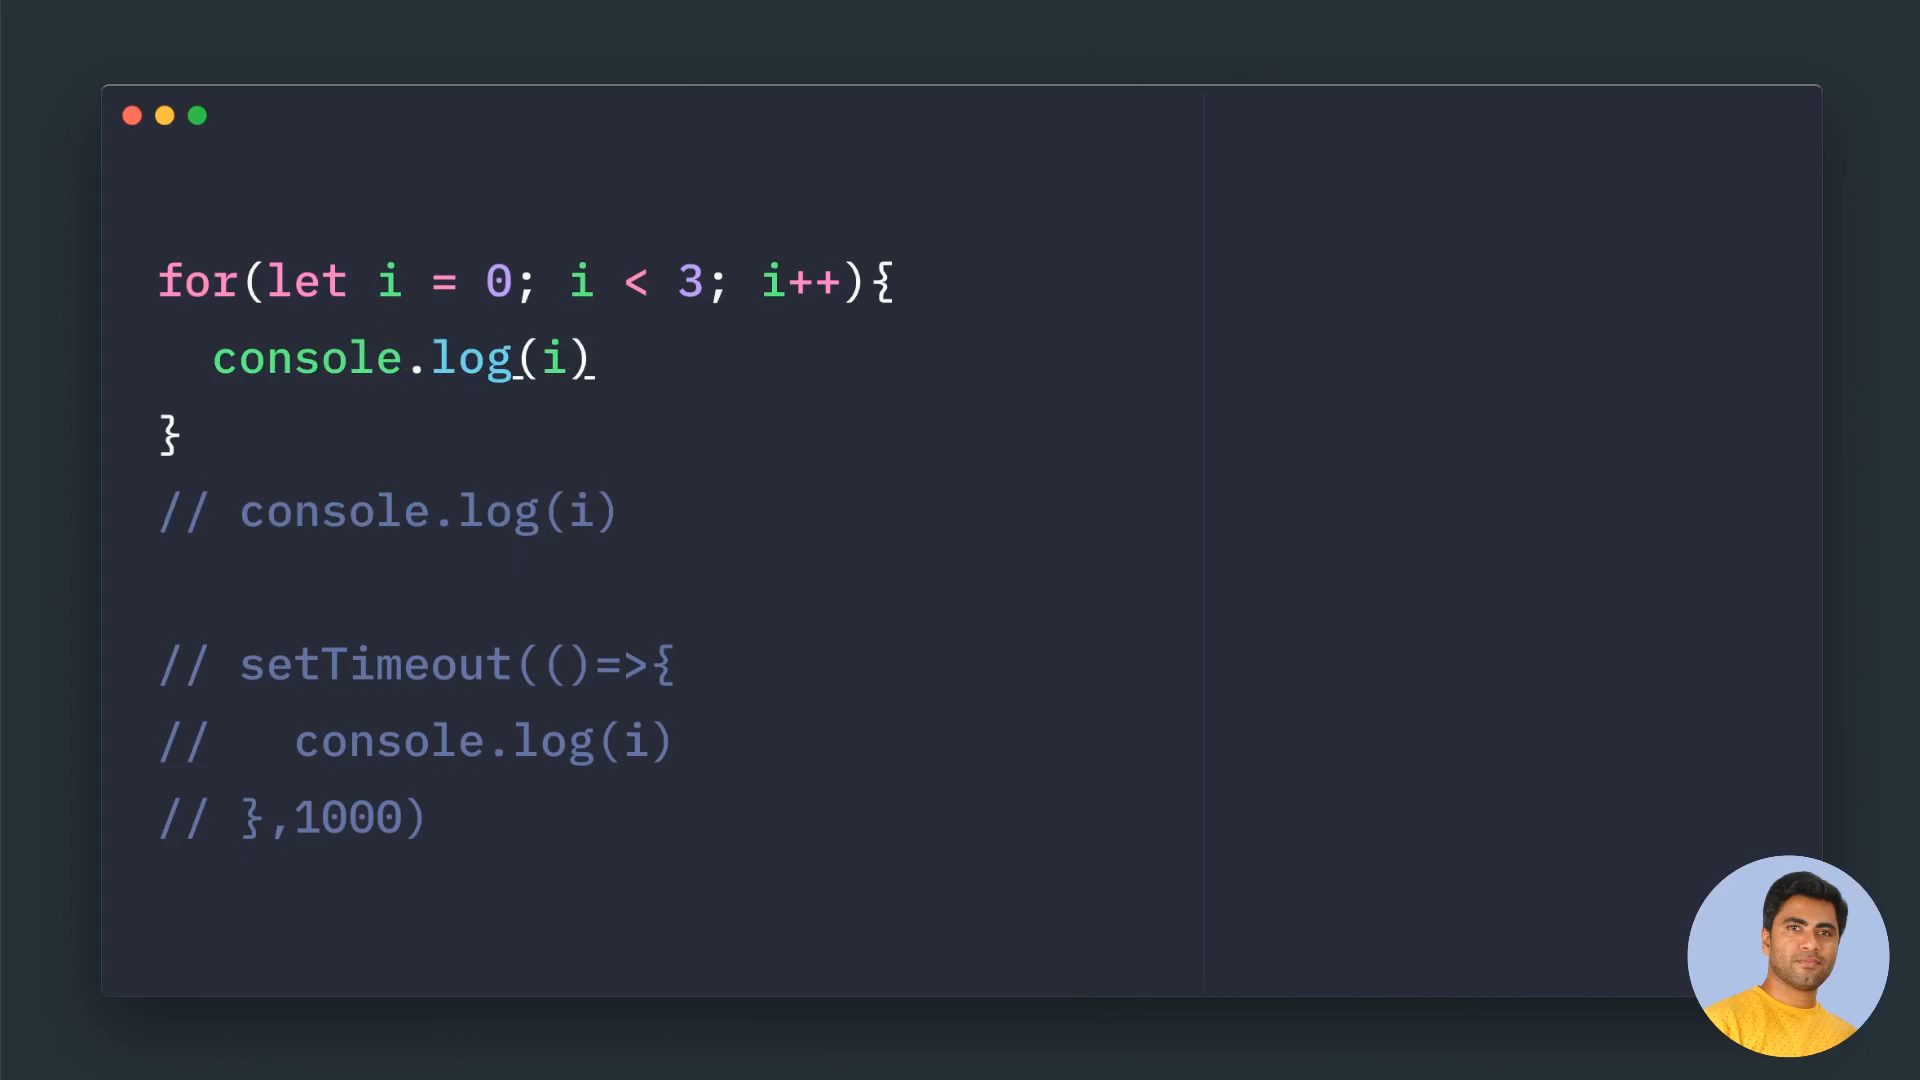 for(let i = 0; i < 3; i++){
  console.log(i)
}
// console.log(i)
// setTimeout(()=>{
//   console.log(i)
// },1000)